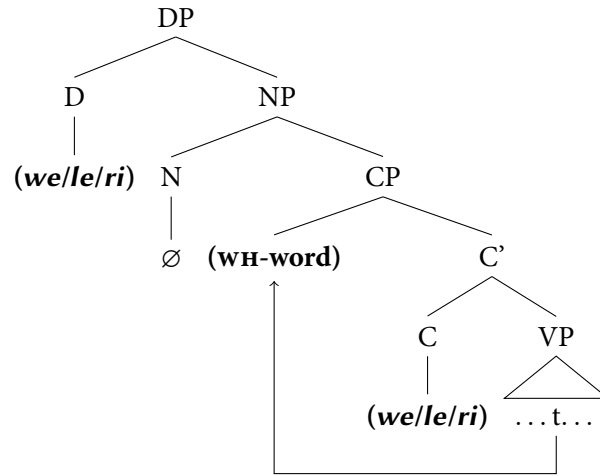 DP
D NP
(we/le/ri) N CP
∅ (WH-word) C’
C VP
(we/le/ri) …t…